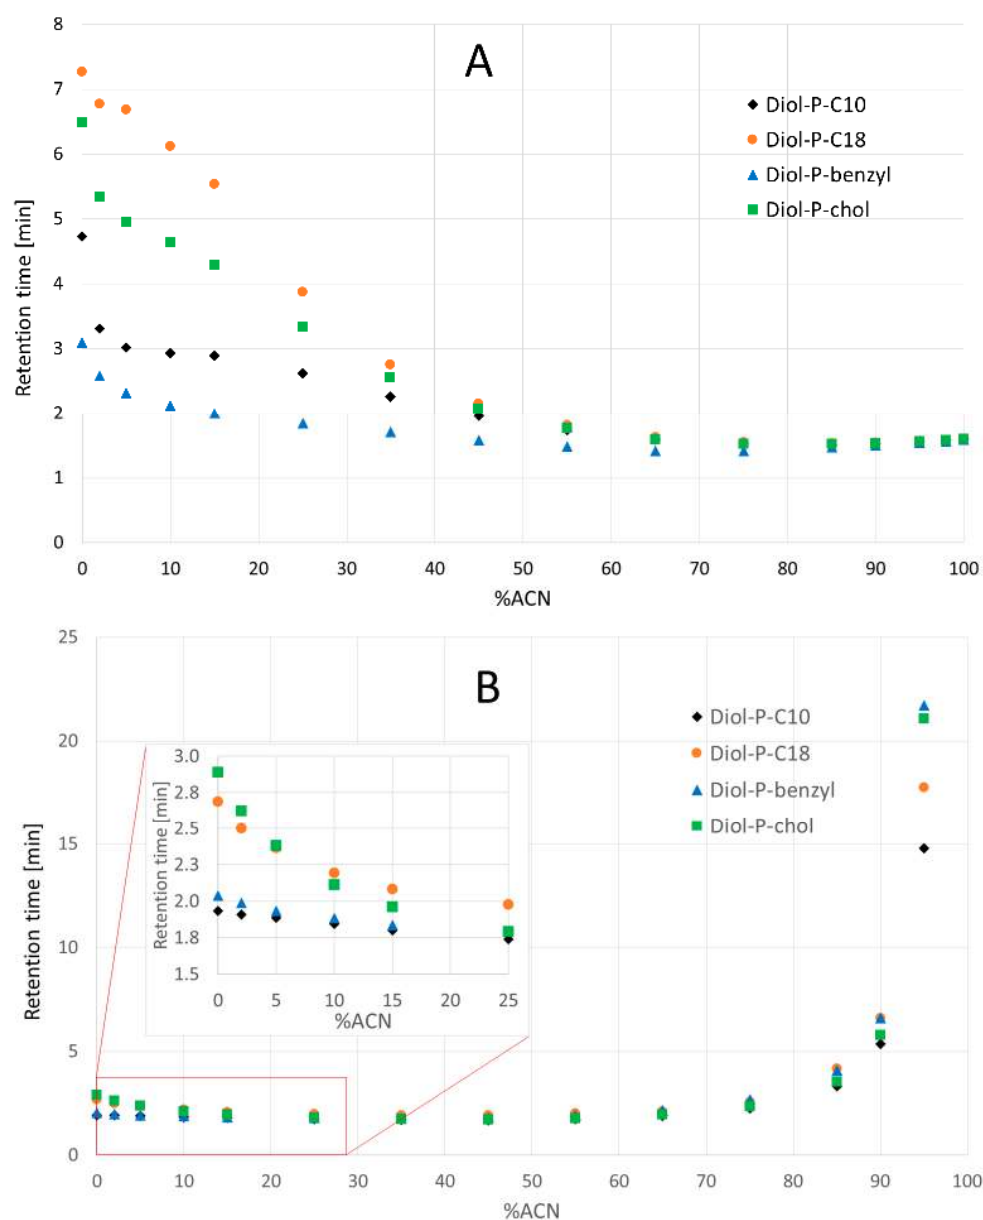 A
Diol-P-C10
Diol-P-C18
Diol-P-benzyl
Diol-P-chol
Retention time [min]
8
7
6
5
4
3
2
1
0
0 10 20 30 40 50 60 70 80 90 100
%ACN
B
Diol-P-C10
Diol-P-C18
Diol-P-benzyl
Diol-P-chol
Retention time [min]
25
20
15
10
5
0
Retention time [min]
3.0
2.8
2.5
2.3
2.0
1.8
1.5
0 5 10 15 20 25
%ACN
0 10 20 30 40 50 60 70 80 90 100
%ACN